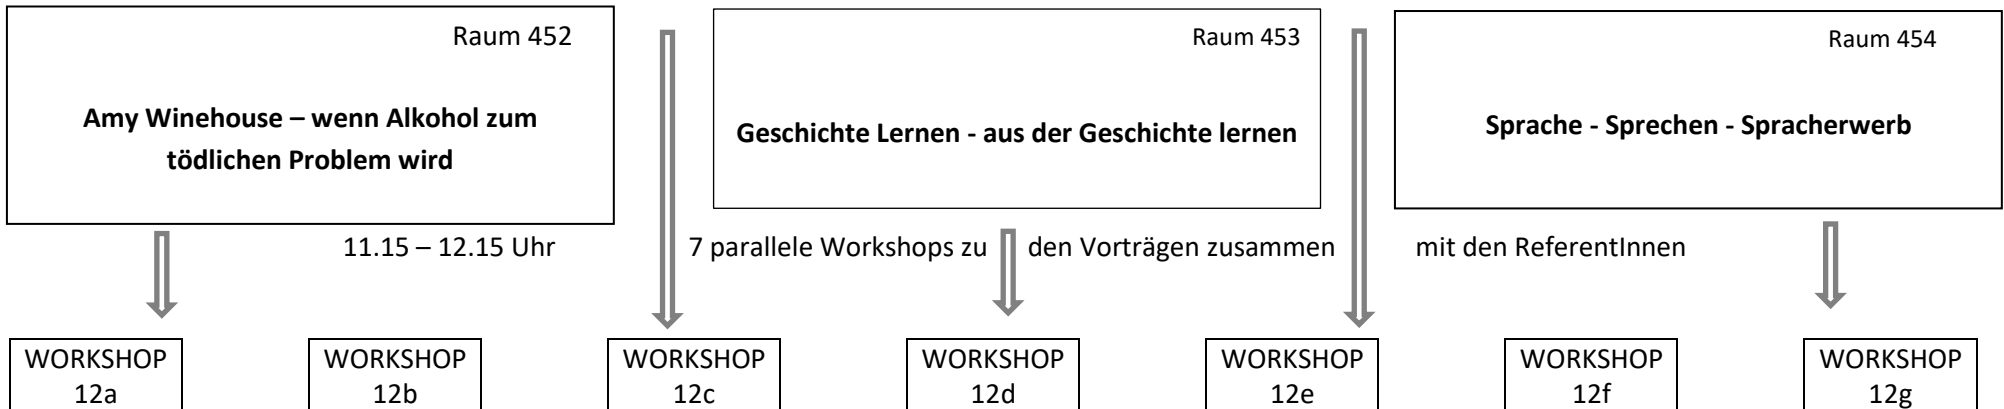 Raum 452
Amy Winehouse – wenn Alkohol zum
tödlichen Problem wird
Raum 453
Geschichte Lernen - aus der Geschichte lernen
Raum 454
Sprache - Sprechen - Spracherwerb
11.15 – 12.15 Uhr 7 parallele Workshops zu den Vorträgen zusammen mit den ReferentInnen
WORKSHOP
12a
WORKSHOP
12b
WORKSHOP
12c
WORKSHOP
12d
WORKSHOP
12e
WORKSHOP
12f
WORKSHOP
12g